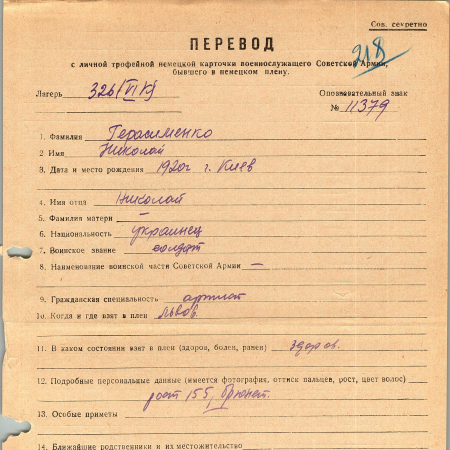 Сов. секретно
ПЕРЕВОД
218
с личной трофейной немецкой карточки военнослужащего Советской Армии,
бывшего в немецком плену.
Лагерь 326 (VI K) Опознавательный знак
№ 11379
1. Фамилия Герасименко
2 Имя Николай
3. Дата и место рождения 1920г г. Киев
4. Имя отца Николай
5. Фамилия матери —
6. Национальность украинец
7. Воинское звание солдат
8. Наименование воинской части Советской Армии —
9. Гражданская специальность артист
10. Когда и где взят в плен Львов.
11. В каком состоянии взят в плен (здоров, болен, ранен) здоров.
12. Подробные персональные данные (имеется фотография, оттиск пальцев, рост, цвет волос)
рост 155, брюнет.
13. Особые приметы
14. Ближайшие родственники и их местожительство